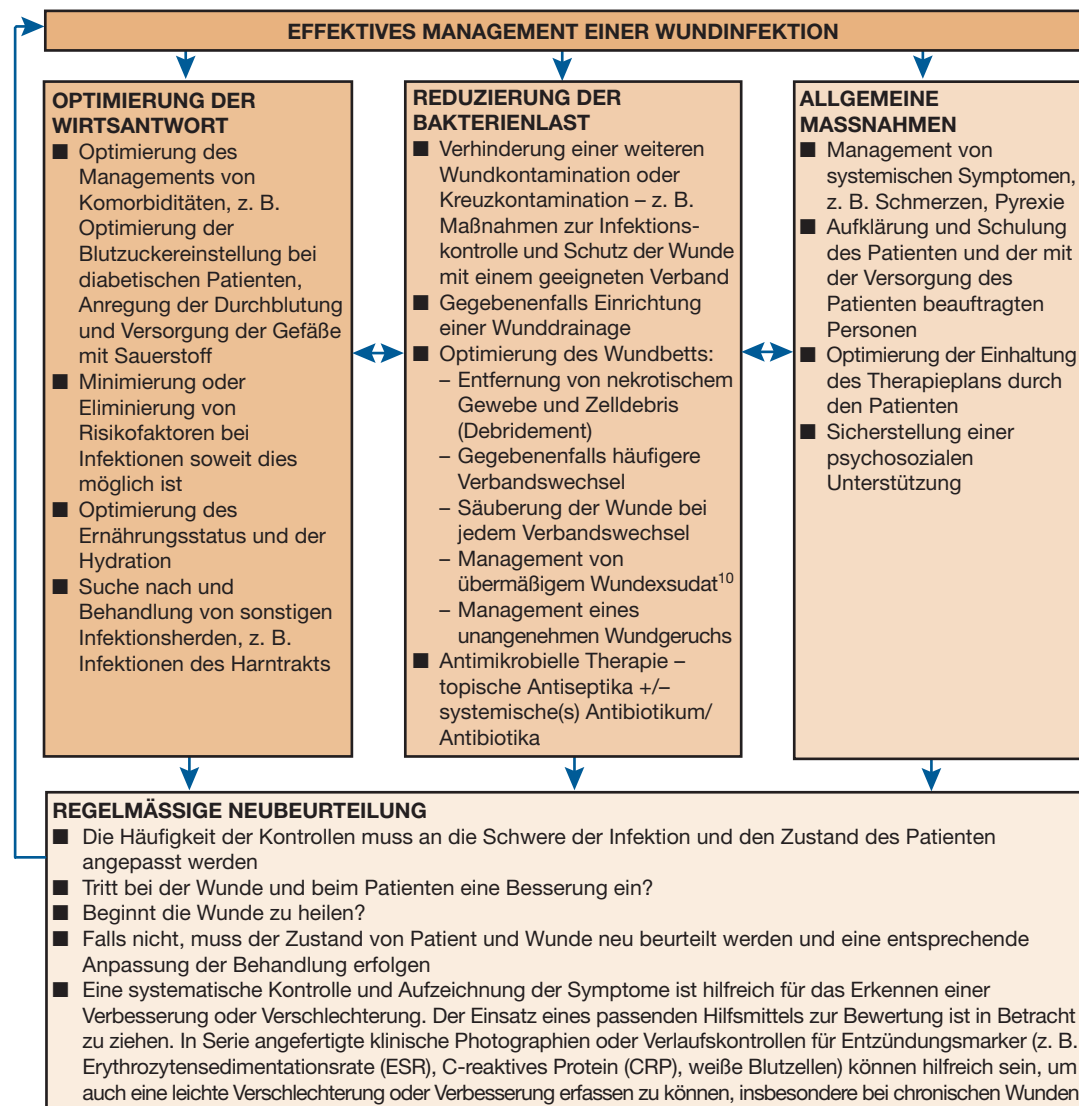 EFFEKTIVES MANAGEMENT EINER WUNDINFEKTION
OPTIMIERUNG DER
WIRTSANTWORT
■ Optimierung des
Managements von
Komorbiditäten, z. B.
Optimierung der
Blutzuckereinstellung bei
diabetischen Patienten,
Anregung der Durchblutung
und Versorgung der Gefäße
mit Sauerstoff
■ Minimierung oder
Eliminierung von
Risikofaktoren bei
Infektionen soweit dies
möglich ist
■ Optimierung des
Ernährungsstatus und der
Hydration
■ Suche nach und
Behandlung von sonstigen
Infektionsherden, z. B.
Infektionen des Harntrakts
REDUZIERUNG DER
BAKTERIENLAST
■ Verhinderung einer weiteren
Wundkontamination oder
Kreuzkontamination – z. B.
Maßnahmen zur Infektions-
kontrolle und Schutz der Wunde
mit einem geeigneten Verband
■ Gegebenenfalls Einrichtung
einer Wunddrainage
■ Optimierung des Wundbetts:
– Entfernung von nekrotischem
Gewebe und Zelldebris
(Debridement)
– Gegebenenfalls häufigere
Verbandswechsel
– Säuberung der Wunde bei
jedem Verbandswechsel
– Management von
übermäßigem Wundexsudat¹⁰
– Management eines
unangenehmen Wundgeruchs
■ Antimikrobielle Therapie –
topische Antiseptika +/–
systemische(s) Antibiotikum/
Antibiotika
ALLGEMEINE
MASSNAHMEN
■ Management von
systemischen Symptomen,
z. B. Schmerzen, Pyrexie
■ Aufklärung und Schulung
des Patienten und der mit
der Versorgung des
Patienten beauftragten
Personen
■ Optimierung der Einhaltung
des Therapieplans durch
den Patienten
■ Sicherstellung einer
psychosozialen
Unterstützung
REGELMÄSSIGE NEUBEURTEILUNG
■ Die Häufigkeit der Kontrollen muss an die Schwere der Infektion und den Zustand des Patienten
angepasst werden
■ Tritt bei der Wunde und beim Patienten eine Besserung ein?
■ Beginnt die Wunde zu heilen?
■ Falls nicht, muss der Zustand von Patient und Wunde neu beurteilt werden und eine entsprechende
Anpassung der Behandlung erfolgen
■ Eine systematische Kontrolle und Aufzeichnung der Symptome ist hilfreich für das Erkennen einer
Verbesserung oder Verschlechterung. Der Einsatz eines passenden Hilfsmittels zur Bewertung ist in Betracht
zu ziehen. In Serie angefertigte klinische Photographien oder Verlaufskontrollen für Entzündungsmarker (z. B.
Erythrozytensedimentationsrate (ESR), C-reaktives Protein (CRP), weiße Blutzellen) können hilfreich sein, um
auch eine leichte Verschlechterung oder Verbesserung erfassen zu können, insbesondere bei chronischen Wunden